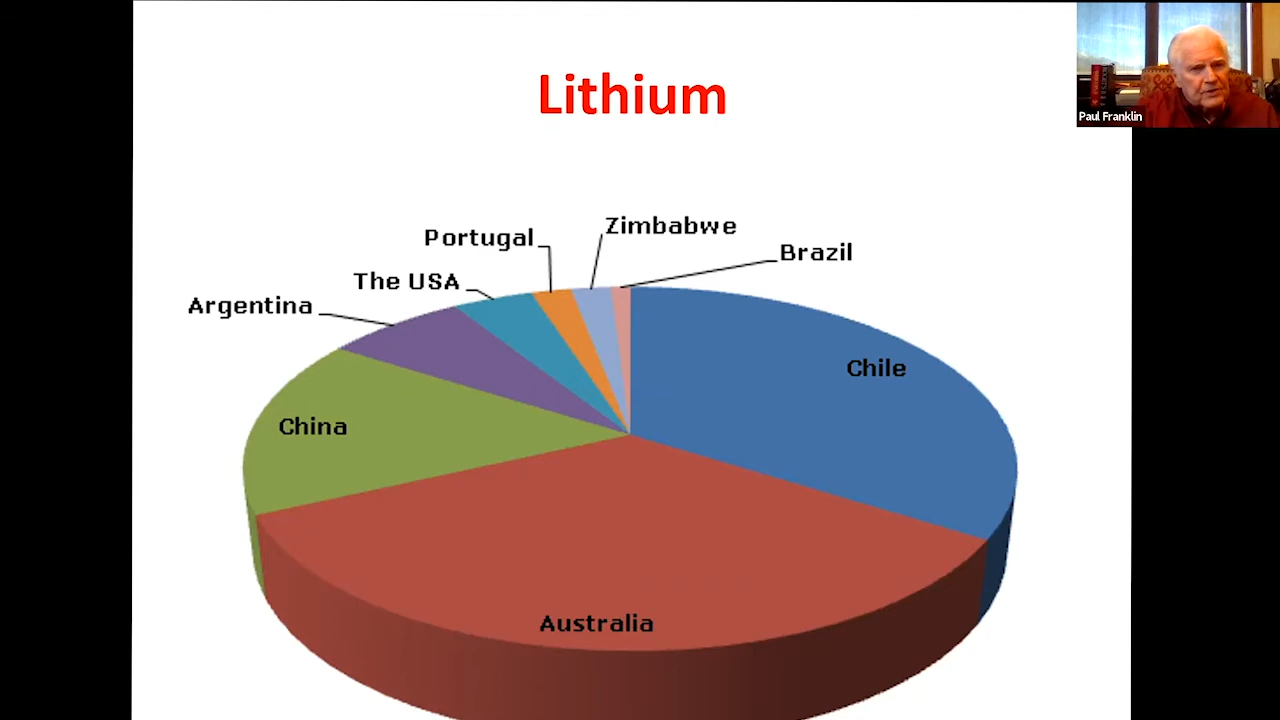 Lithium
Paul Franklin
Zimbabwe
Portugal
Brazil
The USA
Argentina
Chile
China
Australia